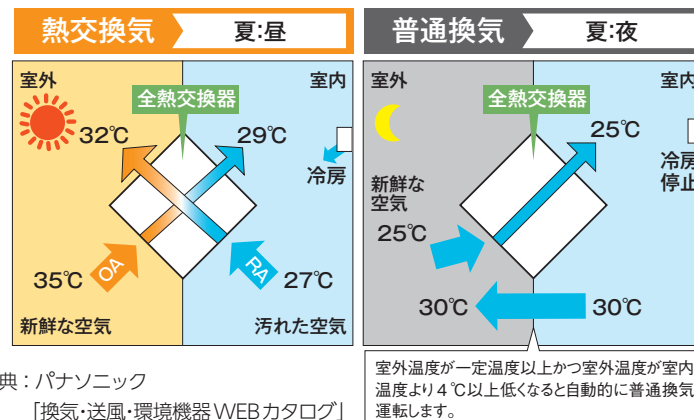 熱交換気 夏:昼
室外 室内
全熱交換器
32℃ 29℃
冷房
35℃ OA RA 27℃
新鮮な空気 汚れた空気
普通換気 夏:夜
室外 室内
全熱交換器
25℃
冷房
停止
新鮮な
空気
25℃
30℃ 30℃
室外温度が一定温度以上かつ室外温度が室内
温度より4℃以上低くなると自動的に普通換気
運転します。
典：パナソニック
「換気・送風・環境機器WEBカタログ」